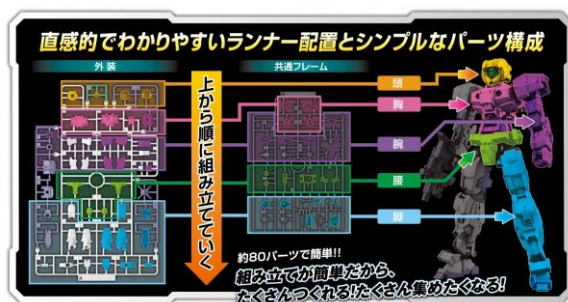 直感的でわかりやすいランナー配置とシンプルなパーツ構成
外装
共通フレーム
上から順に組み立てていく
頭
胸
腕
腰
脚
約80パーツで簡単!!
組み立てが簡単だから、
たくさんつくれる!たくさん集めたくなる!